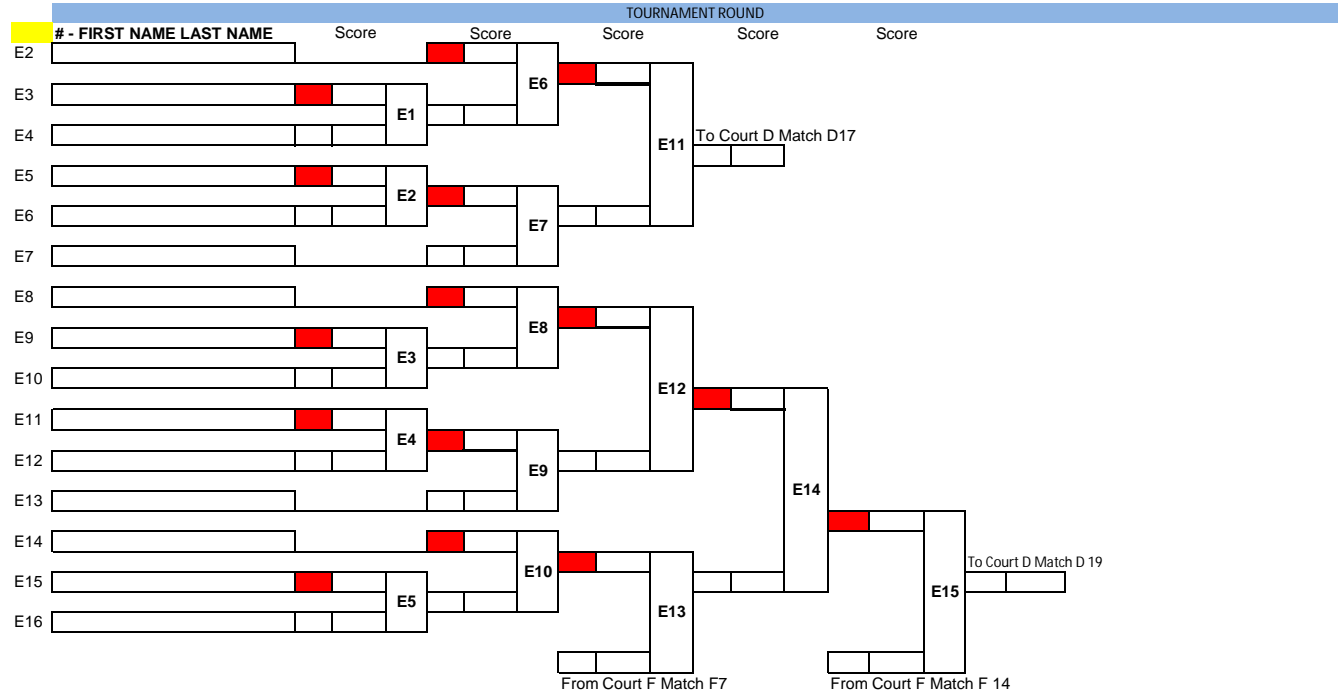 TOURNAMENT ROUND
# - FIRST NAME LAST NAME Score Score Score Score Score
E2
E6
E3
E1
E4
To Court D Match D17
E11
E5
E2
E6
E7
E7
E8
E8
E9
E3
E10
E12
E11
E4
E12
E9
E14
E13
E14
E10
To Court D Match D 19
E15
E15
E5
E13
E16
From Court F Match F7
From Court F Match F 14